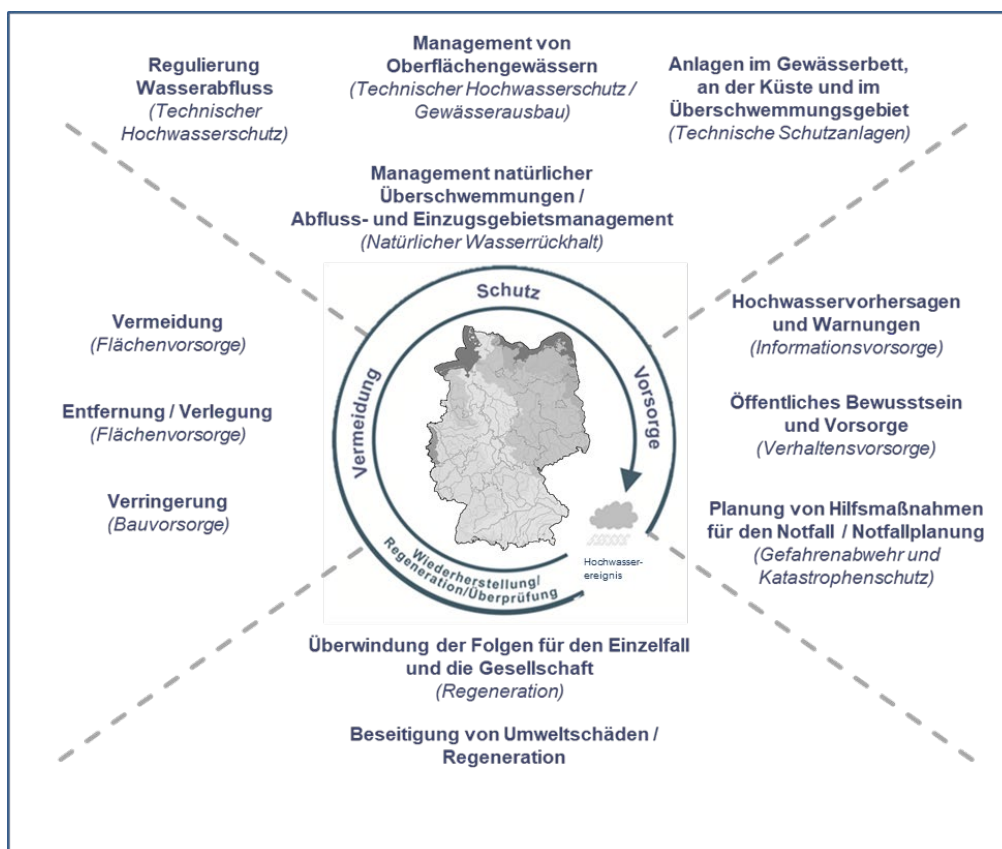 Regulierung
Wasserabfluss
(Technischer
Hochwasserschutz)
Management von
Oberflächengewässern
(Technischer Hochwasserschutz /
Gewässerausbau)
Anlagen im Gewässerbett,
an der Küste und im
Überschwemmungsgebiet
(Technische Schutzanlagen)
Management natürlicher
Überschwemmungen /
Abfluss- und Einzugsgebietsmanagement
(Natürlicher Wasserrückhalt)
Vermeidung
(Flächenvorsorge)
Entfernung / Verlegung
(Flächenvorsorge)
Verringerung
(Bauvorsorge)
Schutz
Vermeidung
Vorsorge
Wiederherstellung/
Regeneration/Überprüfung
Hochwasser-
ereignis
Hochwasservorhersagen
und Warnungen
(Informationsvorsorge)
Öffentliches Bewusstsein
und Vorsorge
(Verhaltensvorsorge)
Planung von Hilfsmaßnahmen
für den Notfall / Notfallplanung
(Gefahrenabwehr und
Katastrophenschutz)
Überwindung der Folgen für den Einzelfall
und die Gesellschaft
(Regeneration)
Beseitigung von Umweltschäden /
Regeneration